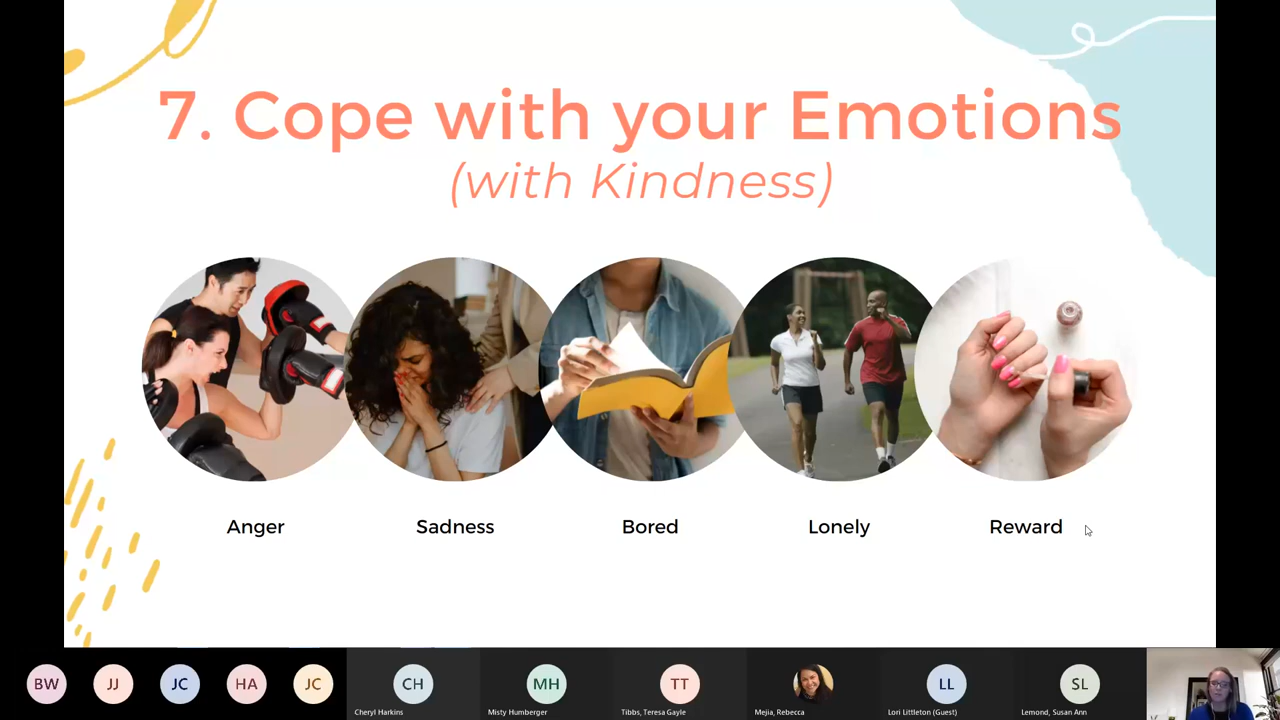 7. Cope with your Emotions
(with Kindness)
Anger
Sadness
Bored
Lonely
Reward
BW
JJ
JC
HA
JC
CH
MH
TT
LL
SL
Cheryl Harkins
Misty Humberger
Tibbs, Teresa Gayle
Mejia, Rebecca
Lori Littleton (Guest)
Lemond, Susan Ann